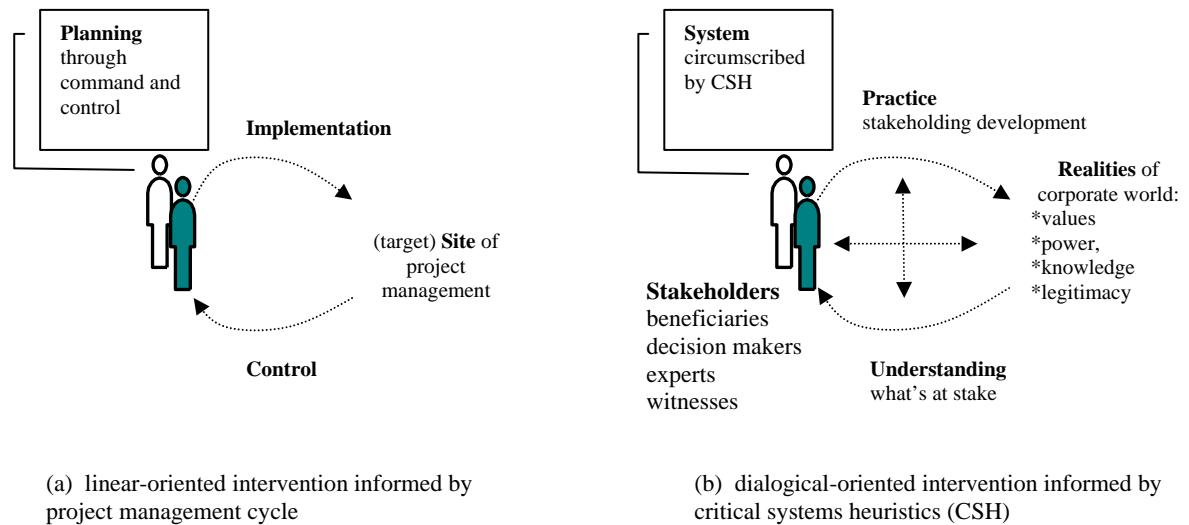 Planning
through
command and
control
Implementation
(target) Site of
project
management
Control
(a) linear-oriented intervention informed by
project management cycle
System
circumscribed
by CSH
Practice
stakeholding development
Realities of
corporate world:
*values
*power,
*knowledge
*legitimacy
Stakeholders
beneficiaries
decision makers
experts
witnesses
Understanding
what's at stake
(b) dialogical-oriented intervention informed by
critical systems heuristics (CSH)